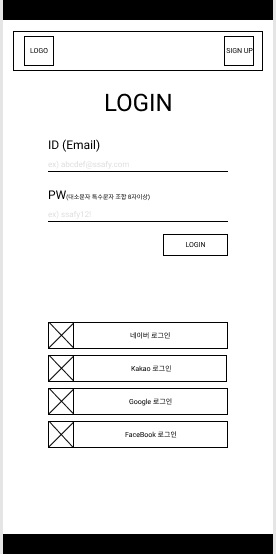 LOGO
SIGN UP
LOGIN
ID (Email)
ex) abcdef@ssafy.com
PW(대소문자 특수문자 조합 8자이상)
ex) ssafy12!
LOGIN
네이버 로그인
Kakao 로그인
Google 로그인
FaceBook 로그인